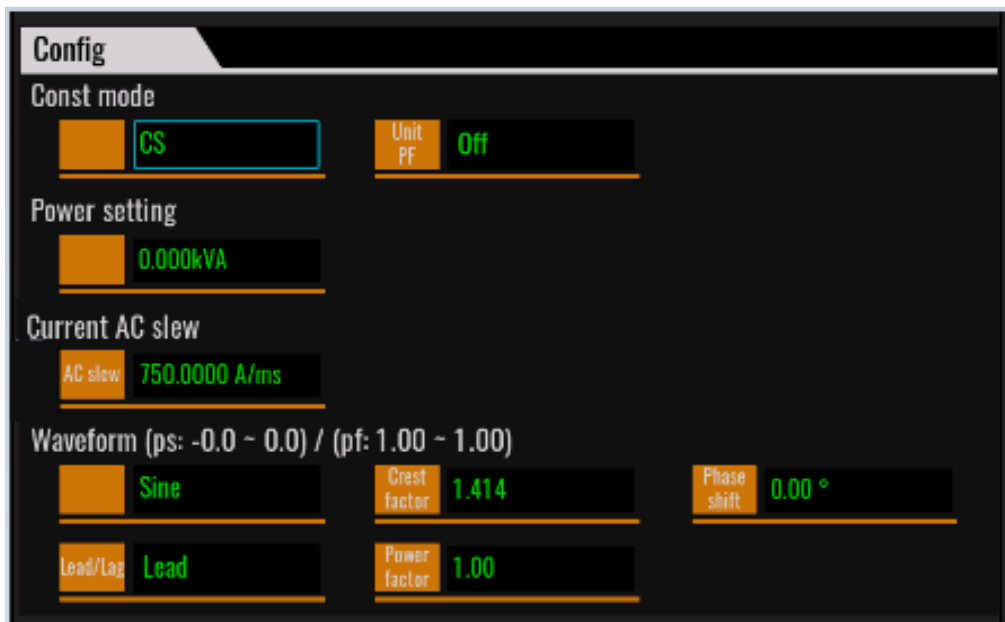 Config
Const mode
CS
Unit PF
Off
Power setting
0.000kVA
Current AC slew
AC slew
750.0000 A/ms
Waveform (ps: -0.0 ~ 0.0) / (pf: 1.00 ~ 1.00)
Sine
Crest factor
1.414
Phase shift
0.00 °
Lead/Lag
Lead
Power factor
1.00